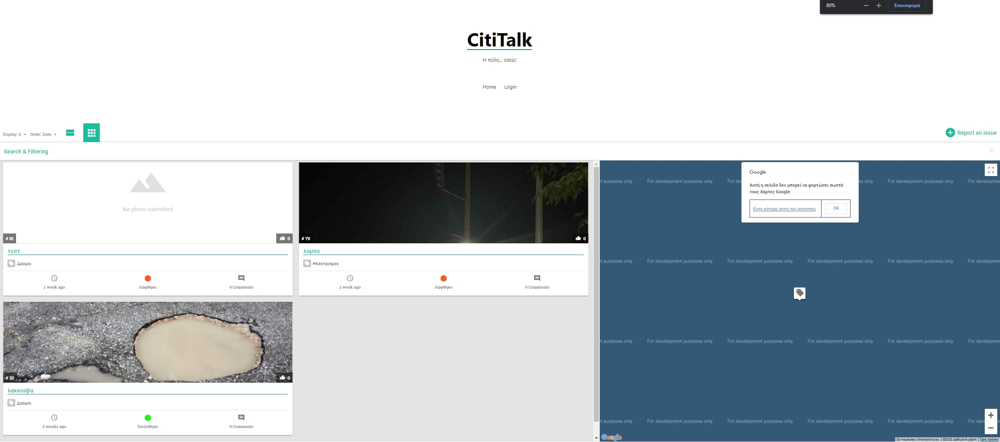 80%
Επαναφορά
CitiTalk
Η πόλη... εσείς!
Home Login
Display: 6 Order: Date
Report an issue
Search & Filtering
No photo submitted
# 81
0
τεστ
Δρόμοι
1 week ago
Λήφθηκε
0 Comments
# 79
0
λαμπα
Ηλεκτρισμος
1 week ago
Λήφθηκε
0 Comments
# 32
0
λακκούβα
Δρόμοι
2 weeks ago
Επιλύθηκε
0 Comments
Google
Αυτή η σελίδα δεν μπορεί να φορτώσει σωστά
τους Χάρτες Google.
Είστε κάτοχος αυτού του ιστοτόπου;
OK
t purposes only For development purposes only For de es only For development purposes only For developme
t purposes only For development purposes only For development purposes only For development purposes only For development purposes only For developme
t purposes only For development purposes only For development purposes only For development purposes only For development purposes only For developme
t purposes only For development purposes only For development purposes only For development purposes only For development purposes only For deve
Google
Συντομεύσεις πληκτρολογίου ©2022 Δεδομένα χάρτη Όροι Χρήσης